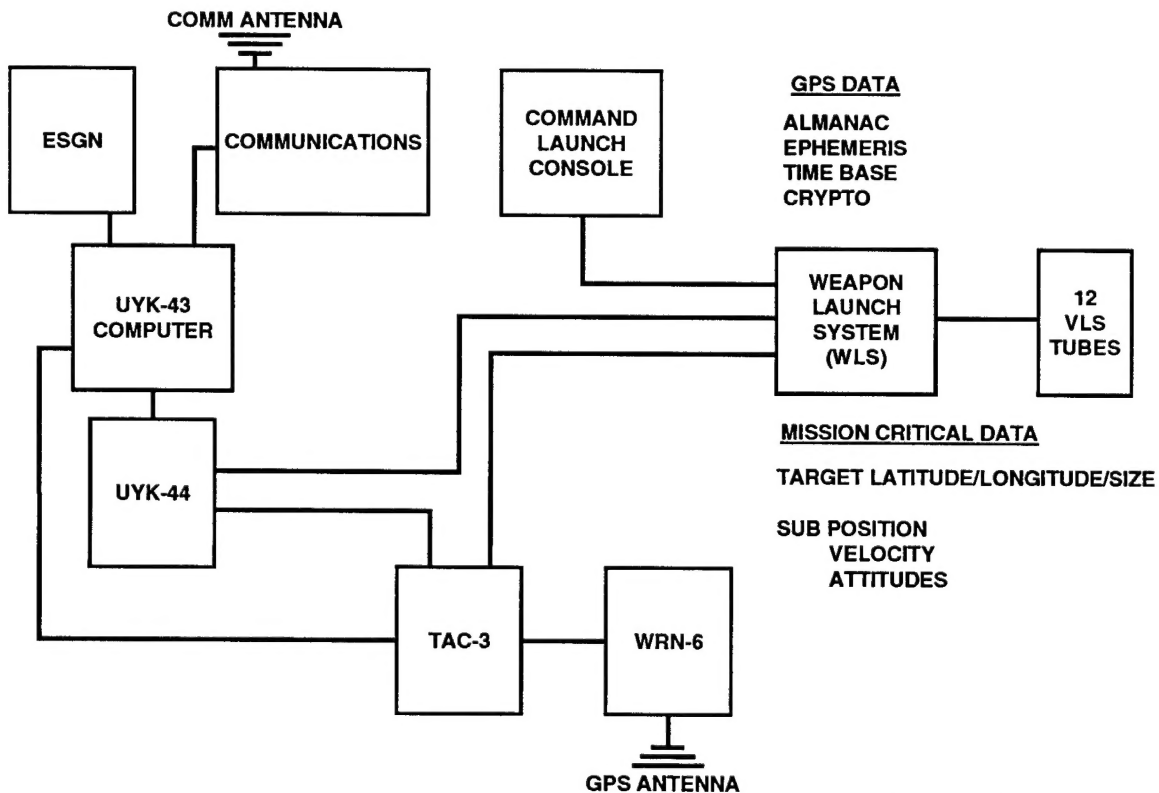 COMM ANTENNA
ESGN
COMMUNICATIONS
COMMAND
LAUNCH
CONSOLE
GPS DATA
ALMANAC
EPHEMERIS
TIME BASE
CRYPTO
UYK-43
COMPUTER
WEAPON
LAUNCH
SYSTEM
(WLS)
12
VLS
TUBES
UYK-44
MISSION CRITICAL DATA
TARGET LATITUDE/LONGITUDE/SIZE
SUB POSITION
VELOCITY
ATTITUDES
TAC-3
WRN-6
GPS ANTENNA